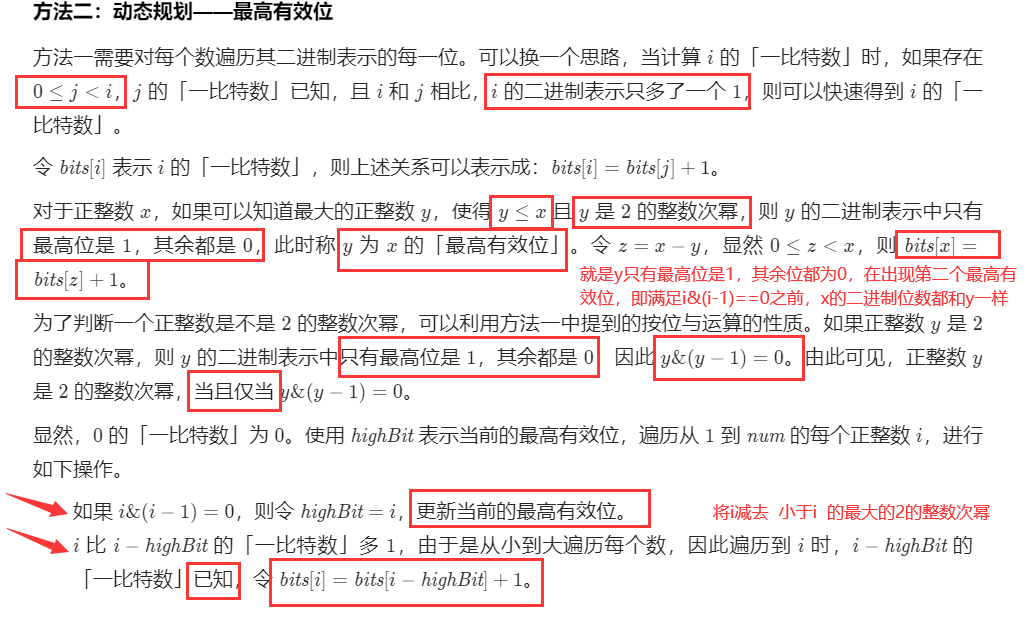 方法二：动态规划——最高有效位
方法一需要对每个数遍历其二进制表示的每一位。可以换一个思路，当计算 i 的「一比特数」时，如果存在
0 ≤ j < i，j 的「一比特数」已知，且 i 和 j 相比，i 的二进制表示只多了一个 1，则可以快速得到 i 的「一
比特数」。
令 bits[i] 表示 i 的「一比特数」，则上述关系可以表示成：bits[i] = bits[j] + 1。
对于正整数 x，如果可以知道最大的正整数 y，使得 y ≤ x 且 y 是 2 的整数次幂，则 y 的二进制表示中只有
最高位是 1，其余都是 0，此时称 y 为 x 的「最高有效位」。令 z = x − y，显然 0 ≤ z < x，则 bits[x] =
bits[z] + 1。
就是y只有最高位是1，其余位都为0，在出现第二个最高有
效位，即满足i&(i-1)==0之前，x的二进制位数都和y一样
为了判断一个正整数是不是 2 的整数次幂，可以利用方法一中提到的按位与运算的性质。如果正整数 y 是 2
的整数次幂，则 y 的二进制表示中只有最高位是 1，其余都是 0 因此 y&(y − 1) = 0。由此可见，正整数 y
是 2 的整数次幂，当且仅当 y&(y − 1) = 0。
显然，0 的「一比特数」为 0。使用 highBit 表示当前的最高有效位，遍历从 1 到 num 的每个正整数 i，进行
如下操作。
如果 i&(i − 1) = 0，则令 highBit = i，更新当前的最高有效位。
将i减去 小于i 的最大的2的整数次幂
i 比 i − highBit 的「一比特数」多 1，由于是从小到大遍历每个数，因此遍历到 i 时，i − highBit 的
「一比特数」已知，令 bits[i] = bits[i − highBit] + 1。